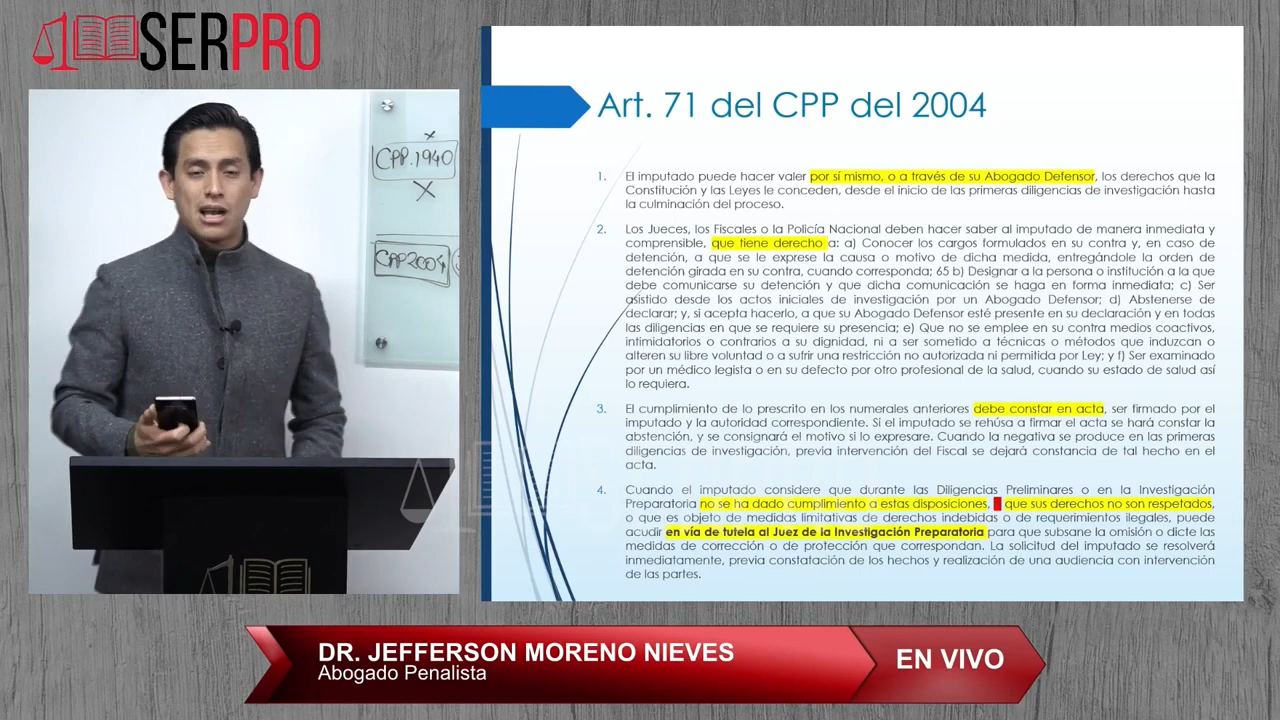 SERPRO
CPP.1940
CPP2004
Art. 71 del CPP del 2004
1. El imputado puede hacer valer por sí mismo, o a través de su Abogado Defensor, los derechos que la
Constitución y las Leyes le conceden, desde el inicio de las primeras diligencias de investigación hasta
la culminación del proceso.
2. Los Jueces, los Fiscales o la Policía Nacional deben hacer saber al imputado de manera inmediata y
comprensible, que tiene derecho a: a) Conocer los cargos formulados en su contra y, en caso de
detención, a que se le exprese la causa o motivo de dicha medida, entregándole la orden de
detención girada en su contra, cuando corresponda; 65 b) Designar a la persona o institución a la que
debe comunicarse su detención y que dicha comunicación se haga en forma inmediata; c) Ser
asistido desde los actos iniciales de investigación por un Abogado Defensor; d) Abstenerse de
declarar; y, si acepta hacerlo, a que su Abogado Defensor esté presente en su declaración y en todas
las diligencias en que se requiere su presencia; e) Que no se emplee en su contra medios coactivos,
intimidatorios o contrarios a su dignidad, ni a ser sometido a técnicas o métodos que induzcan o
alteren su libre voluntad o a sufrir una restricción no autorizada ni permitida por Ley; y f) Ser examinado
por un médico legista o en su defecto por otro profesional de la salud, cuando su estado de salud así
lo requiera.
3. El cumplimiento de lo prescrito en los numerales anteriores debe constar en acta, ser firmado por el
imputado y la autoridad correspondiente. Si el imputado se rehúsa a firmar el acta se hará constar la
abstención, y se consignará el motivo si lo expresare. Cuando la negativa se produce en las primeras
diligencias de investigación, previa intervención del Fiscal se dejará constancia de tal hecho en el
acta.
4. Cuando el imputado considere que durante las Diligencias Preliminares o en la Investigación
Preparatoria no se ha dado cumplimiento a estas disposiciones, que sus derechos no son respetados,
o que es objeto de medidas limitativas de derechos indebidas o de requerimientos ilegales, puede
acudir en vía de tutela al Juez de la Investigación Preparatoria para que subsane la omisión o dicte las
medidas de corrección o de protección que correspondan. La solicitud del imputado se resolverá
inmediatamente, previa constatación de los hechos y realización de una audiencia con intervención
de las partes.
DR. JEFFERSON MORENO NIEVES
Abogado Penalista
EN VIVO